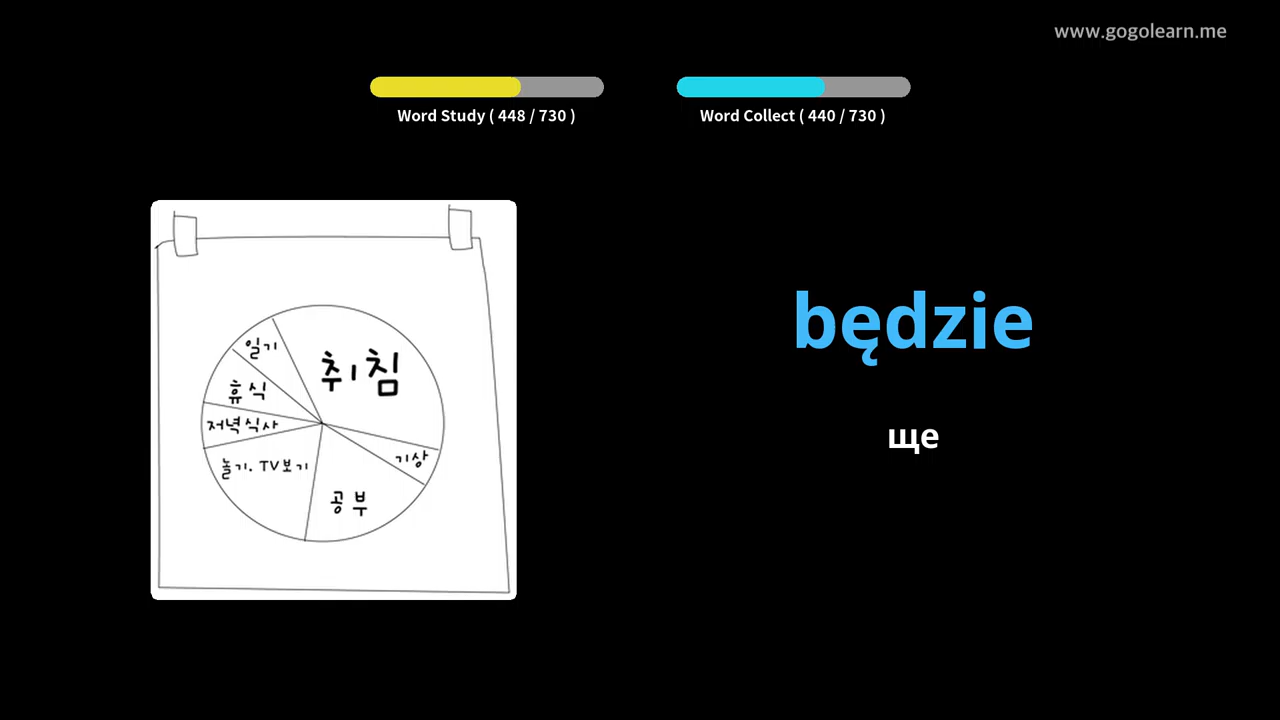 www.gogolearn.me
Word Study ( 448 / 730 )
Word Collect ( 440 / 730 )
일기
취침
휴식
저녁식사
놀기. TV보기
기상
공부
będzie
ще